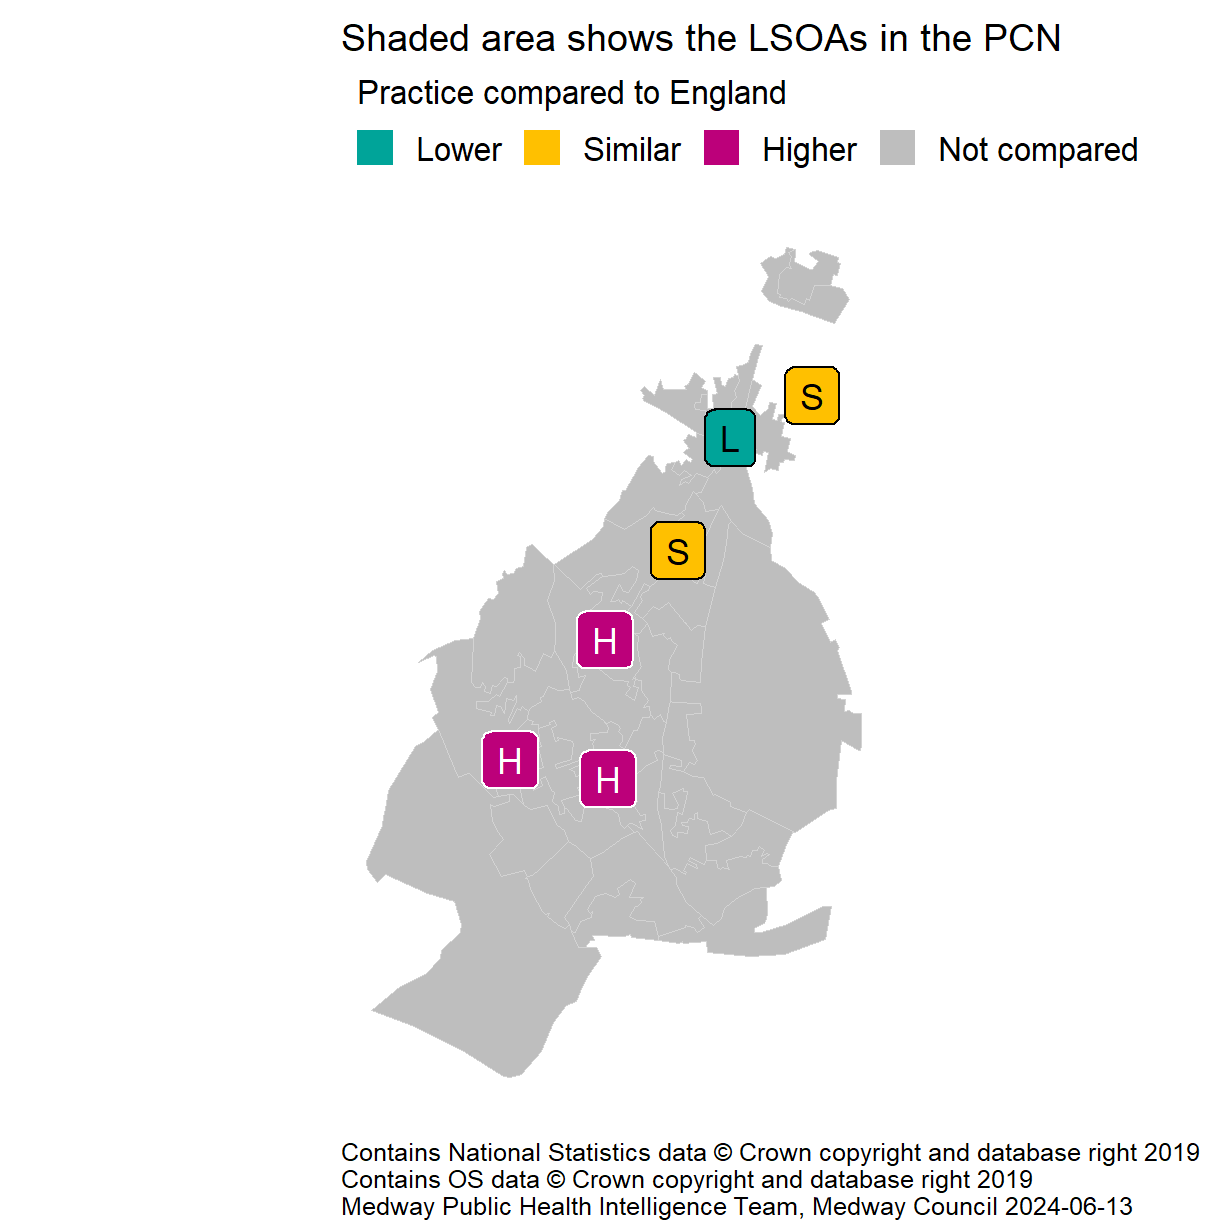 Shaded area shows the LSOAs in the PCN
Practice compared to England
Lower Similar Higher Not compared
S
L
S
H
H
H
Contains National Statistics data © Crown copyright and database right 2019
Contains OS data © Crown copyright and database right 2019
Medway Public Health Intelligence Team, Medway Council 2024-06-13